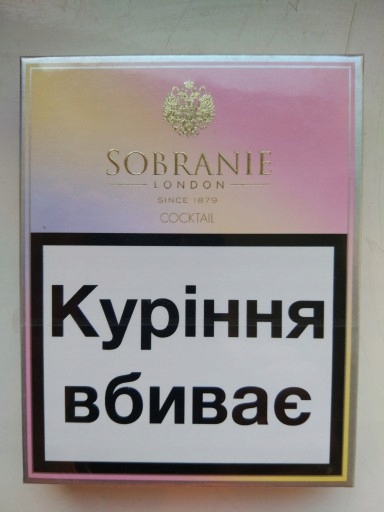 SOBRANIE
LONDON
SINCE 1879
COCKTAIL
Куріння
вбиває